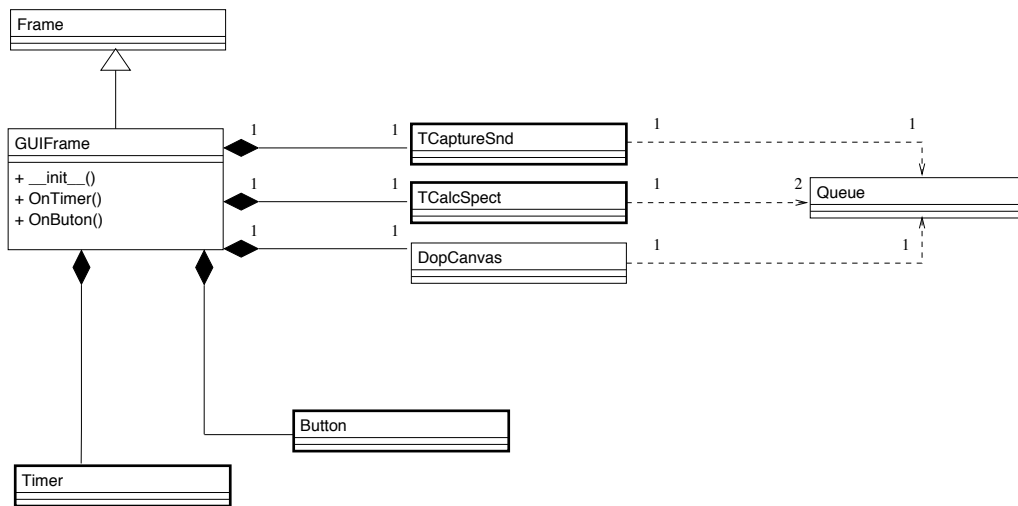 Frame
GUIFrame
+ __init__()
+ OnTimer()
+ OnButon()
1 1
TCaptureSnd
1 1
1 1
TCalcSpect
1 2
Queue
1 1
DopCanvas
1 1
Button
Timer